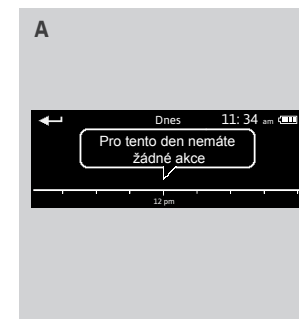 A
Dnes 11:34 am
Pro tento den nemáte
žádné akce
12 pm